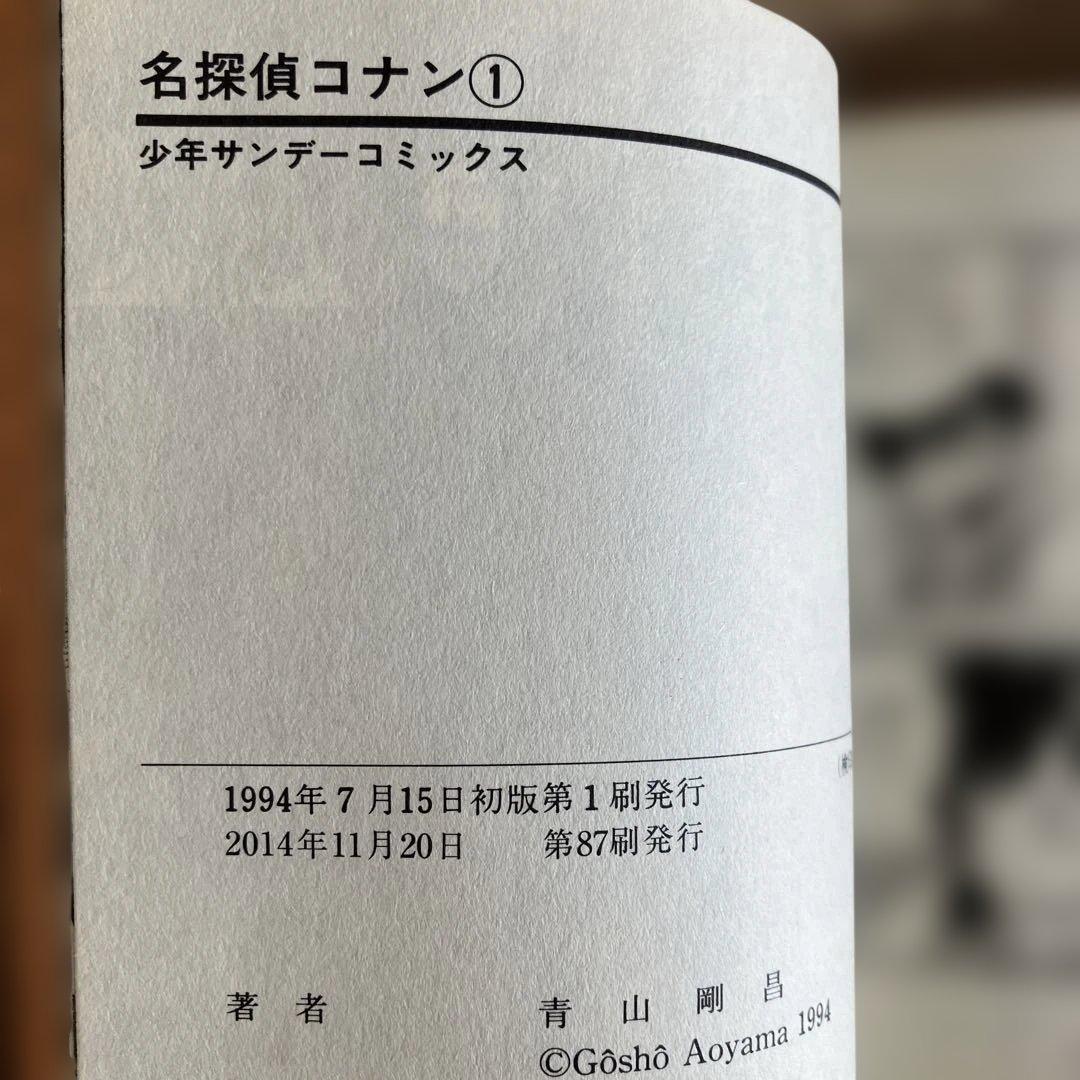 名探偵コナン①
少年サンデーコミックス
1994年7月15日初版第1刷発行
2014年11月20日 第87刷発行
著者 青山剛昌
©Gôshô Aoyama 1994